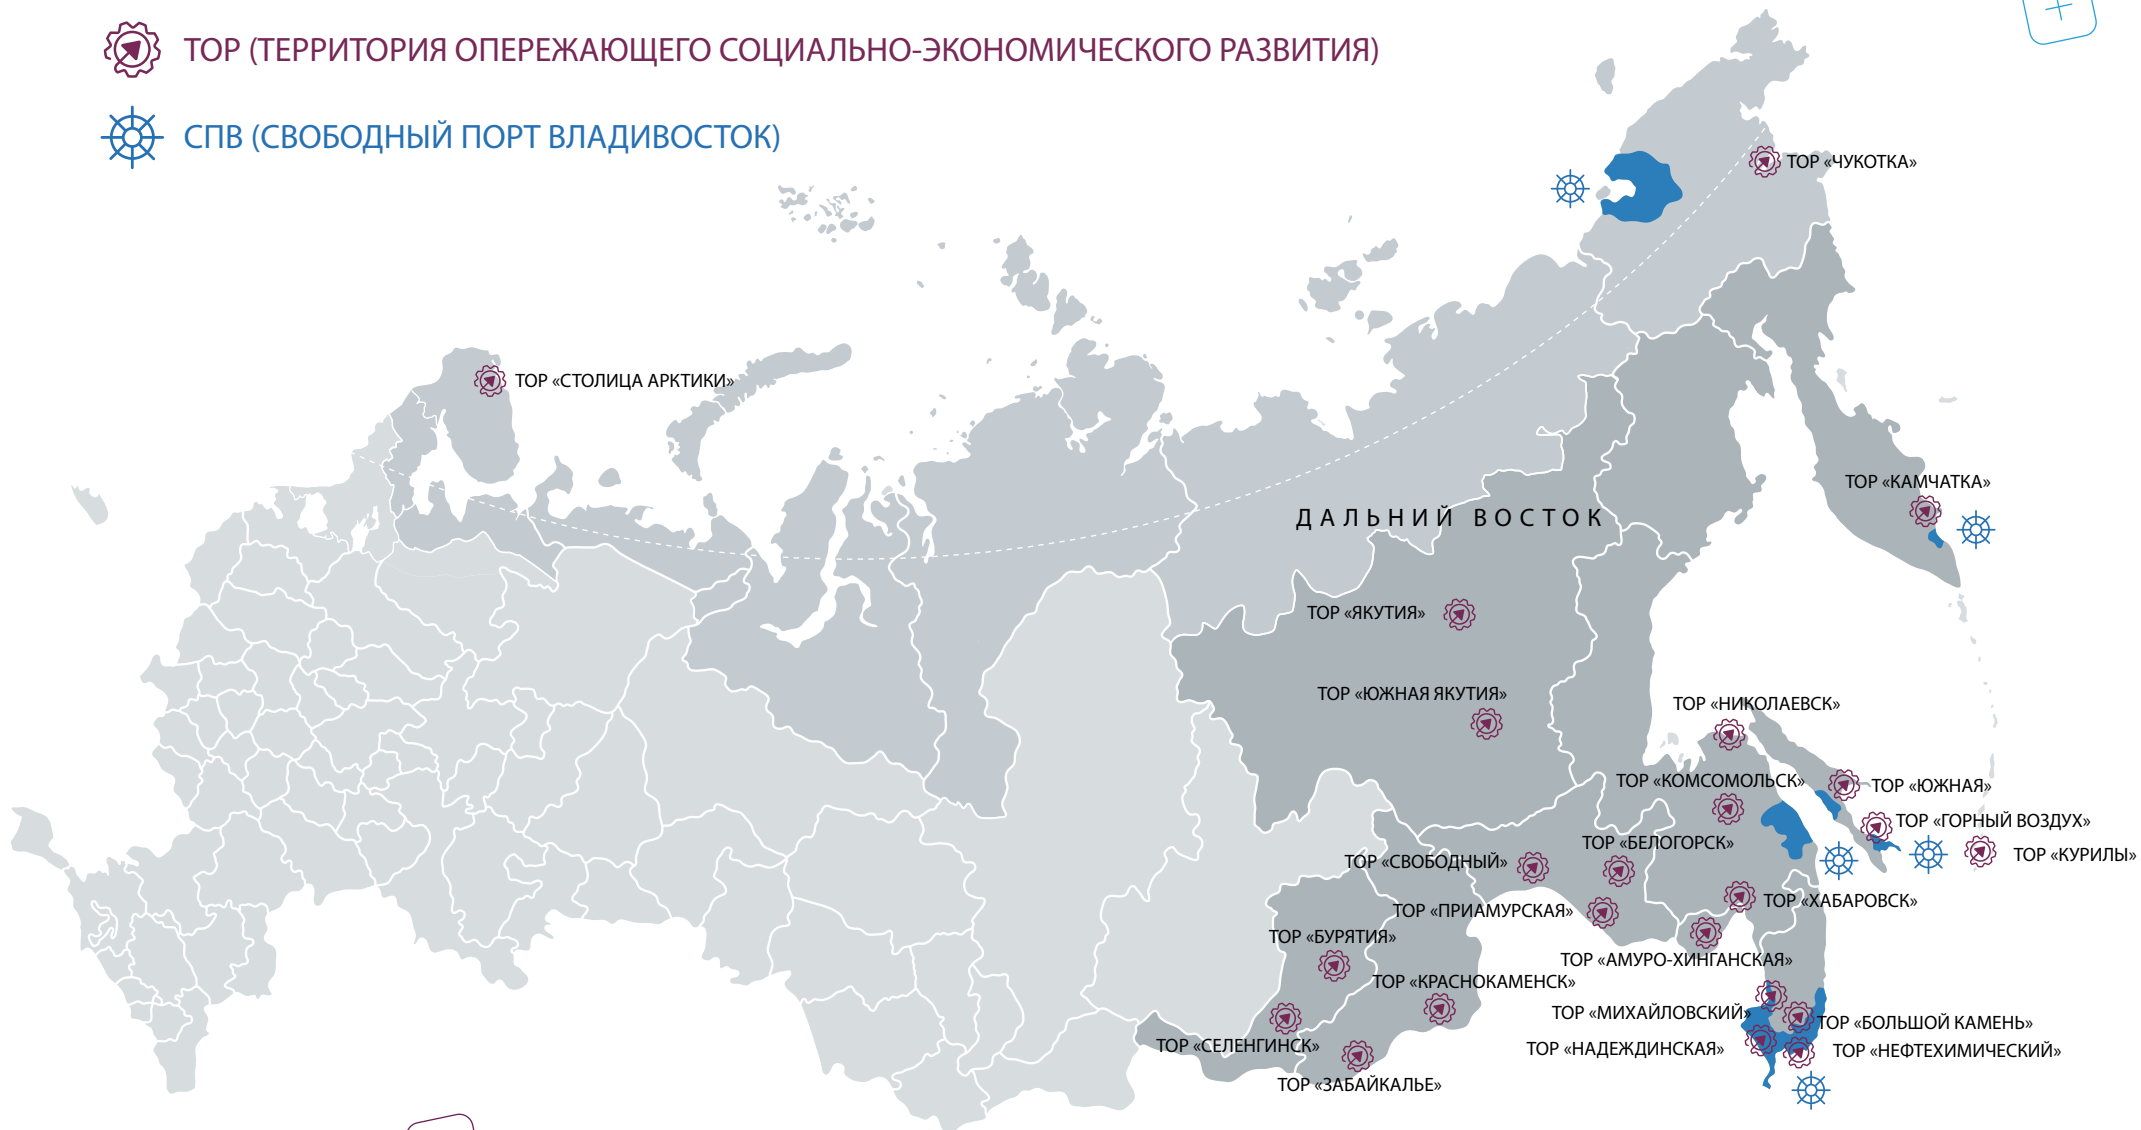 ТОР (ТЕРРИТОРИЯ ОПЕРЕЖАЮЩЕГО СОЦИАЛЬНО-ЭКОНОМИЧЕСКОГО РАЗВИТИЯ)
СПВ (СВОБОДНЫЙ ПОРТ ВЛАДИВОСТОК)
ТОР «ЧУКОТКА»
ТОР «СТОЛИЦА АРКТИКИ»
ТОР «КАМЧАТКА»
ДАЛЬНИЙ ВОСТОК
ТОР «ЯКУТИЯ»
ТОР «ЮЖНАЯ ЯКУТИЯ»
ТОР «НИКОЛАЕВСК»
ТОР «КОМСОМОЛЬСК»
ТОР «ЮЖНАЯ»
ТОР «ГОРНЫЙ ВОЗДУХ»
ТОР «БЕЛОГОРСК»
ТОР «КУРИЛЫ»
ТОР «СВОБОДНЫЙ»
ТОР «ХАБАРОВСК»
ТОР «ПРИАМУРСКАЯ»
ТОР «БУРЯТИЯ»
ТОР «АМУРО-ХИНГАНСКАЯ»
ТОР «КРАСНОКАМЕНСК»
ТОР «МИХАЙЛОВСКИЙ»
ТОР «БОЛЬШОЙ КАМЕНЬ»
ТОР «СЕЛЕНГИНСК»
ТОР «НАДЕЖДИНСКАЯ»
ТОР «НЕФТЕХИМИЧЕСКИЙ»
ТОР «ЗАБАЙКАЛЬЕ»